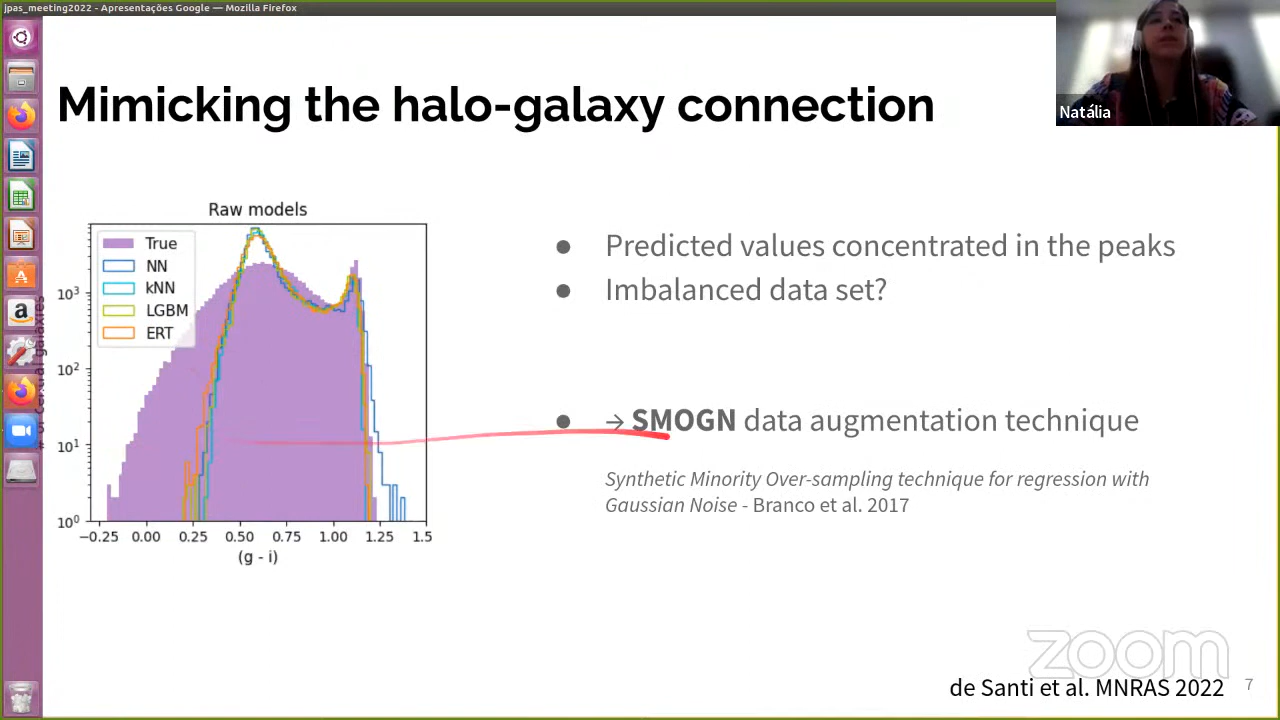 jpas_meeting2022 - Apresentações Google — Mozilla Firefox
Natália
Mimicking the halo-galaxy connection
Raw models
True
NN
kNN
LGBM
ERT
10³
10²
10¹
10⁰
−0.25 0.00 0.25 0.50 0.75 1.00 1.25 1.5
(g - i)
# of central galaxies
● Predicted values concentrated in the peaks
● Imbalanced data set?
● → SMOGN data augmentation technique
Synthetic Minority Over-sampling technique for regression with
Gaussian Noise - Branco et al. 2017
zoom
de Santi et al. MNRAS 2022
7